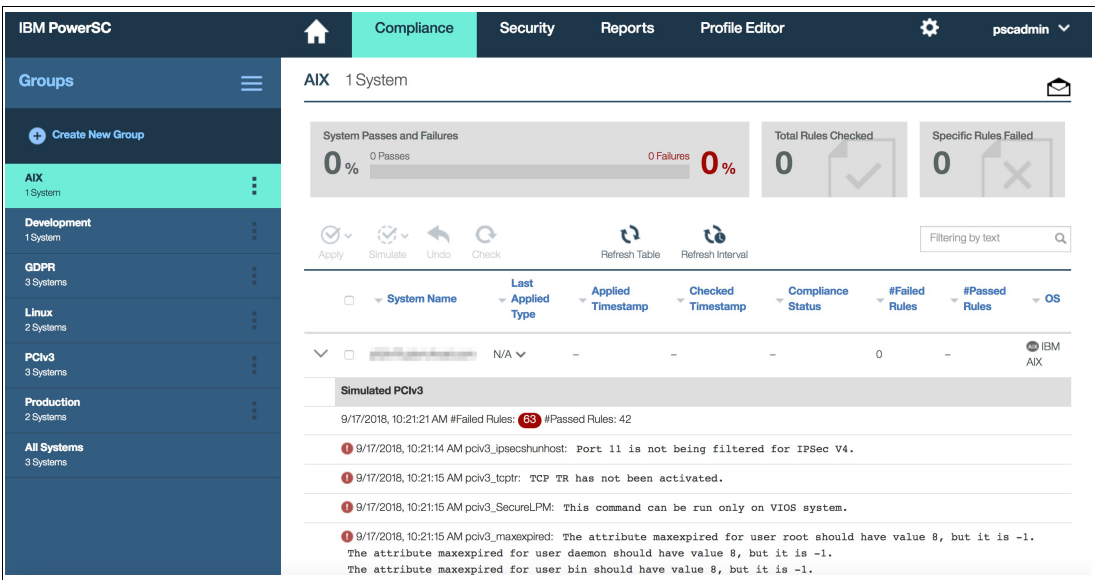 IBM PowerSC
Compliance
Security
Reports
Profile Editor
pscadmin
Groups
Create New Group
AIX
1 System
Development
1 System
GDPR
3 Systems
Linux
2 Systems
PCIv3
3 Systems
Production
2 Systems
All Systems
3 Systems
AIX 1 System
System Passes and Failures
0 % 0 Passes 0 Failures 0 %
Total Rules Checked
0
Specific Rules Failed
0
Apply
Simulate
Undo
Check
Refresh Table
Refresh Interval
Filtering by text
System Name
Last Applied Type
Applied Timestamp
Checked Timestamp
Compliance Status
#Failed Rules
#Passed Rules
OS
N/A – – – 0 – AIX IBM AIX
Simulated PCIv3
9/17/2018, 10:21:21 AM #Failed Rules: 63 #Passed Rules: 42
9/17/2018, 10:21:14 AM pciv3_ipsecshunhost: Port 11 is not being filtered for IPSec V4.
9/17/2018, 10:21:15 AM pciv3_tcptr: TCP TR has not been activated.
9/17/2018, 10:21:15 AM pciv3_SecureLPM: This command can be run only on VIOS system.
9/17/2018, 10:21:15 AM pciv3_maxexpired: The attribute maxexpired for user root should have value 8, but it is -1.
The attribute maxexpired for user daemon should have value 8, but it is -1.
The attribute maxexpired for user bin should have value 8, but it is -1.